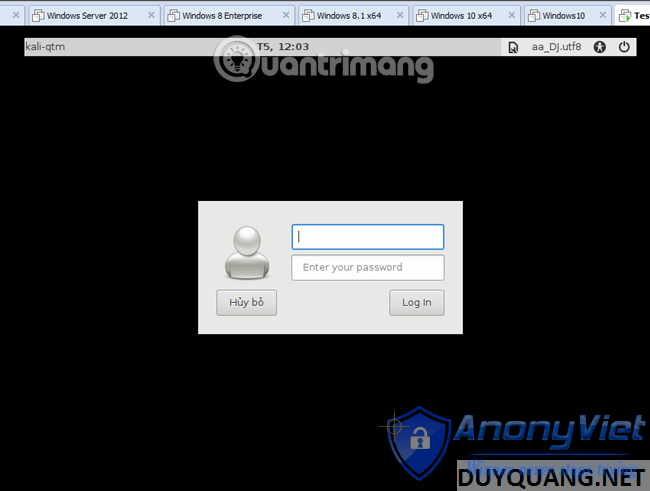 Windows Server 2012
Windows 8 Enterprise
Windows 8.1 x64
Windows 10 x64
Windows10
Tes
kali-qtm
T5, 12:03
aa_DJ.utf8
uantrimang
Enter your password
Hủy bỏ
Log In
AnonyViet
DUYQUANG.NET